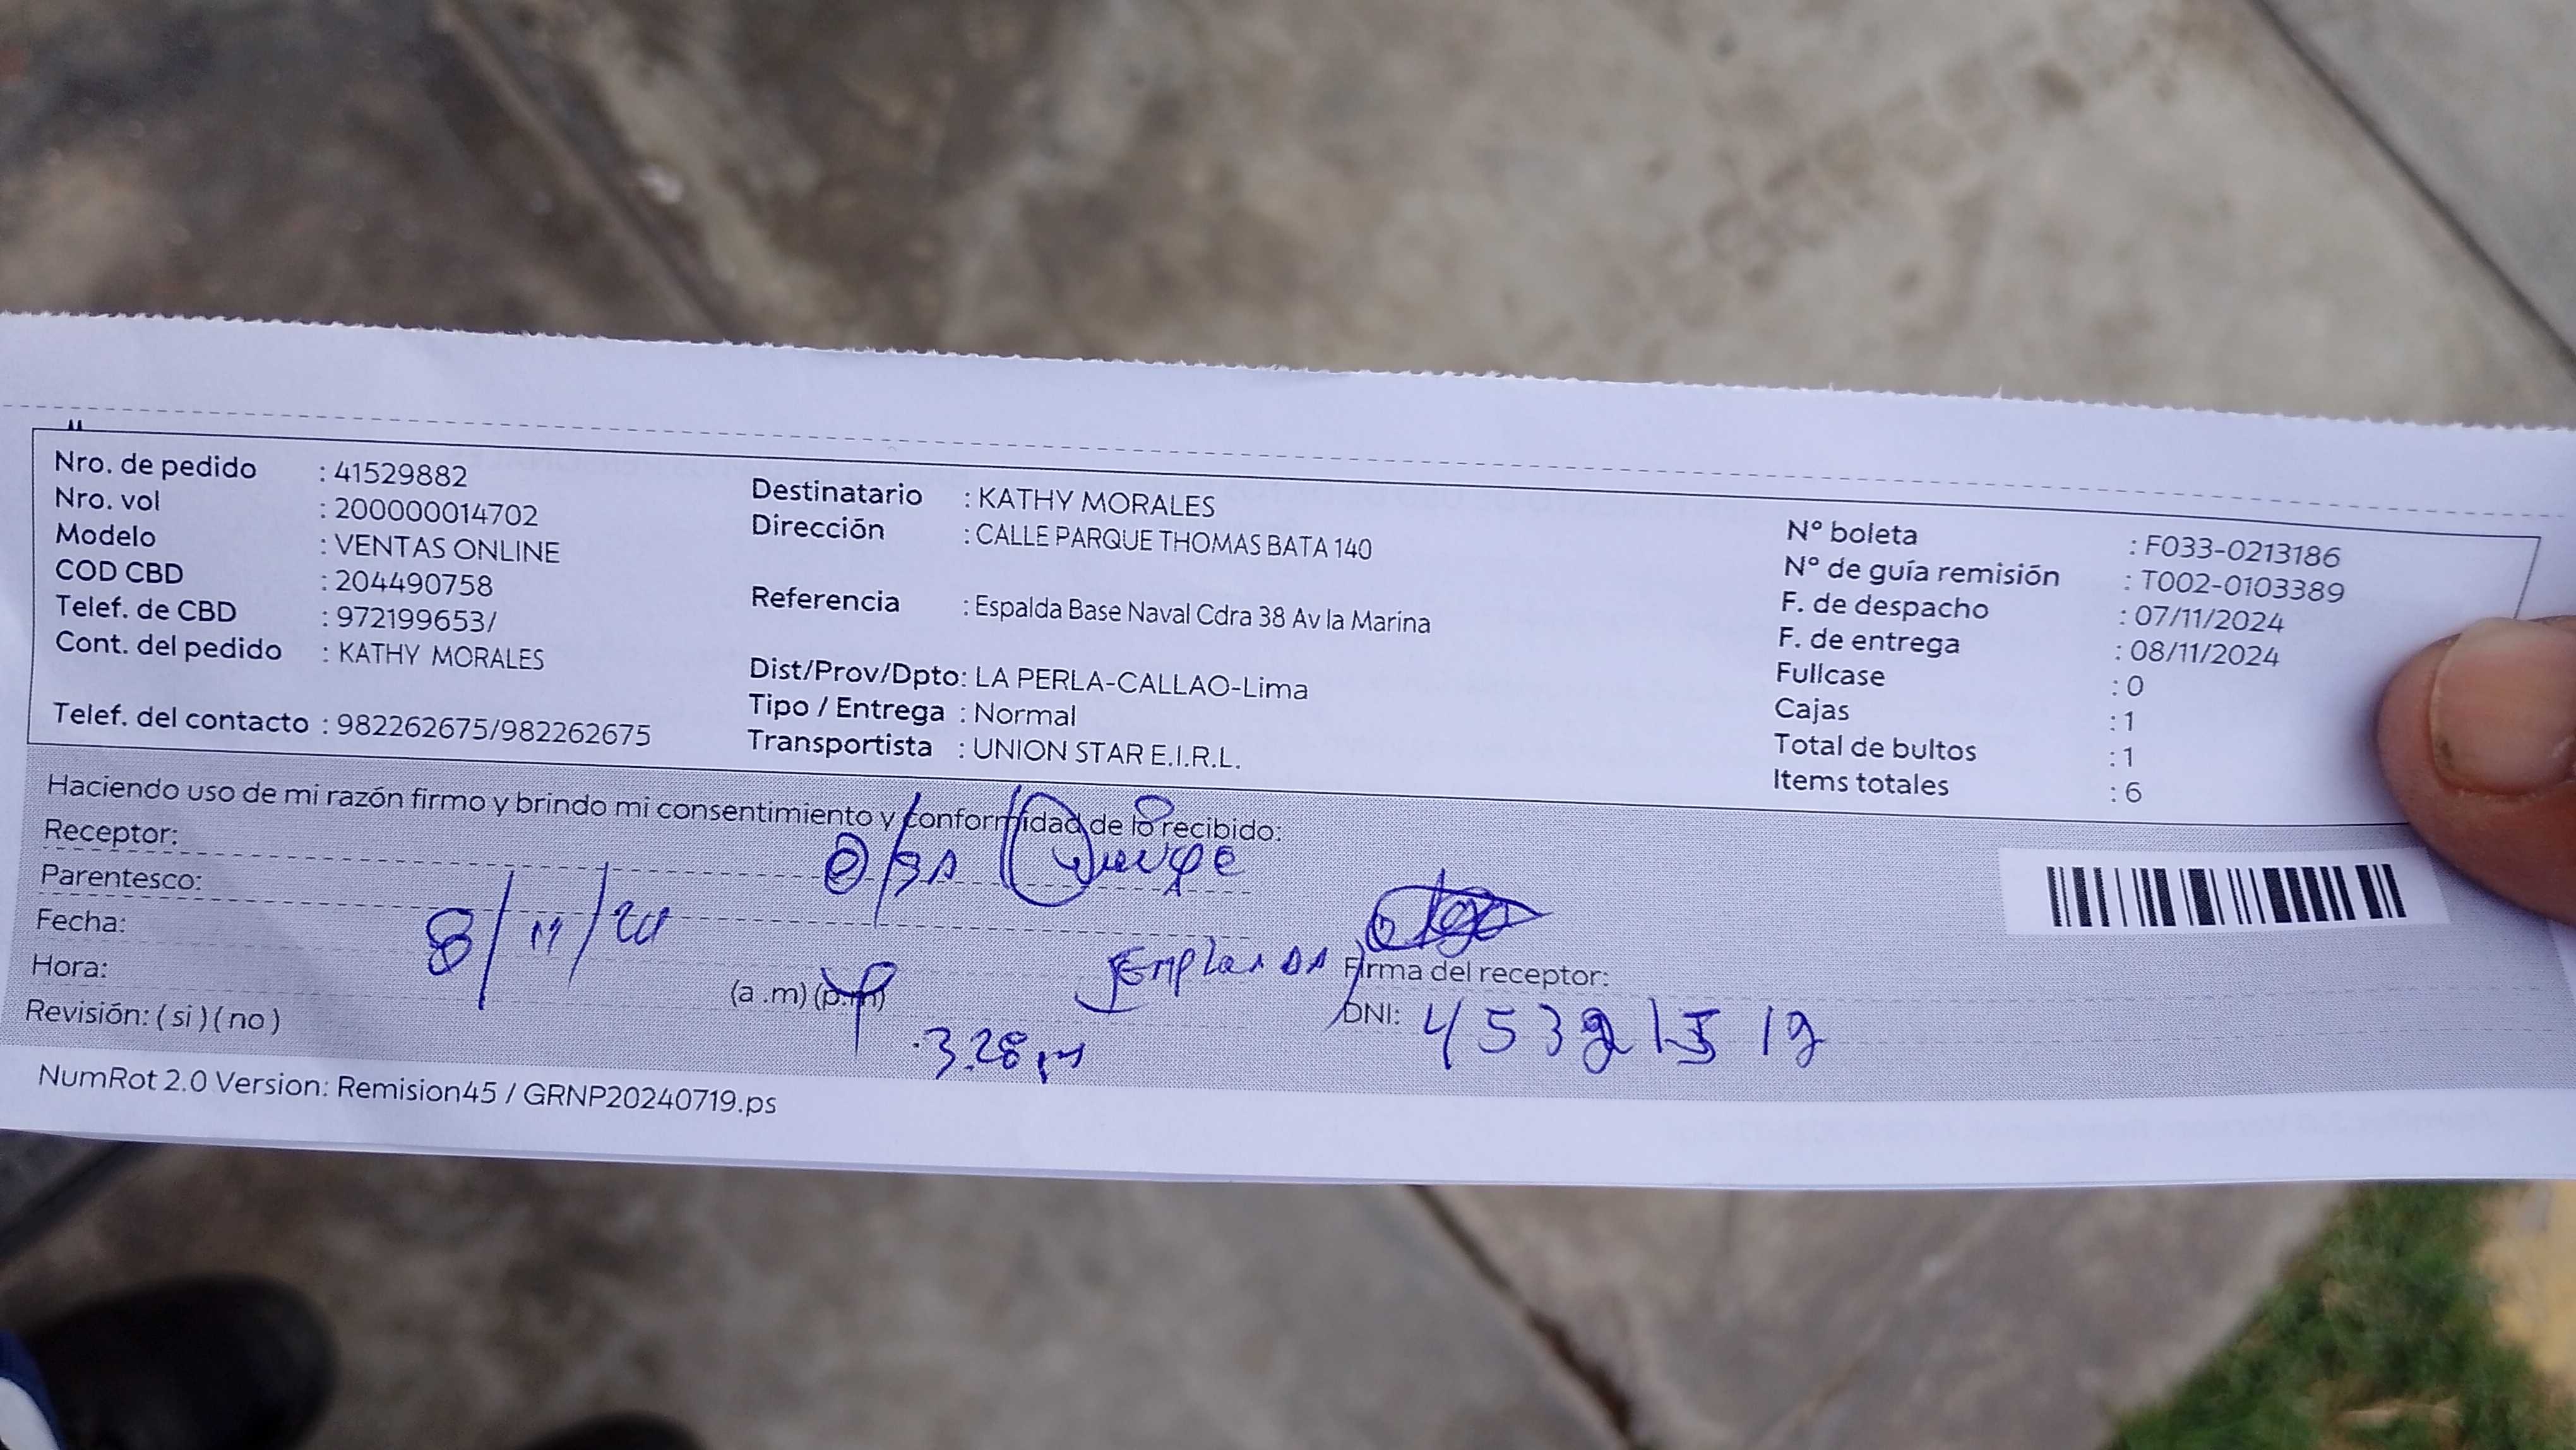 Nro. de pedido : 41529882
Nro. vol : 200000014702
Modelo : VENTAS ONLINE
COD CBD : 204490758
Telef. de CBD : 972199653/
Cont. del pedido : KATHY MORALES
Telef. del contacto : 982262675/982262675
Destinatario : KATHY MORALES
Dirección : CALLE PARQUE THOMAS BATA 140
Referencia : Espalda Base Naval Cdra 38 Av la Marina
Dist/Prov/Dpto: LA PERLA-CALLAO-Lima
Tipo / Entrega : Normal
Transportista : UNION STAR E.I.R.L.
N° boleta : F033-0213186
N° de guía remisión : T002-0103389
F. de despacho : 07/11/2024
F. de entrega : 08/11/2024
Fullcase : 0
Cajas : 1
Total de bultos : 1
Items totales : 6
Haciendo uso de mi razón firmo y brindo mi consentimiento y conformidad de lo recibido:
Receptor:
Parentesco:
Fecha: 8/11/24
Hora: (a .m) (p.m) 3.28 pm
Revisión: ( si ) ( no )
Firma del receptor:
DNI:
NumRot 2.0 Version: Remision45 / GRNP20240719.ps